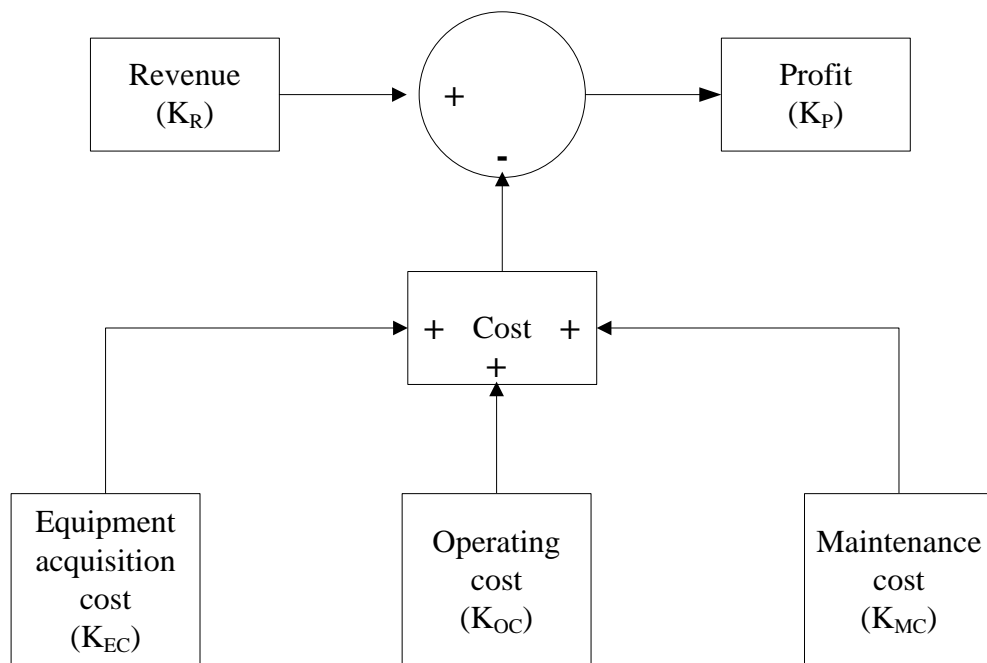 Revenue
(K_R)
+
-
Profit
(K_P)
+ Cost +
+
Equipment
acquisition
cost
(K_EC)
Operating
cost
(K_OC)
Maintenance
cost
(K_MC)